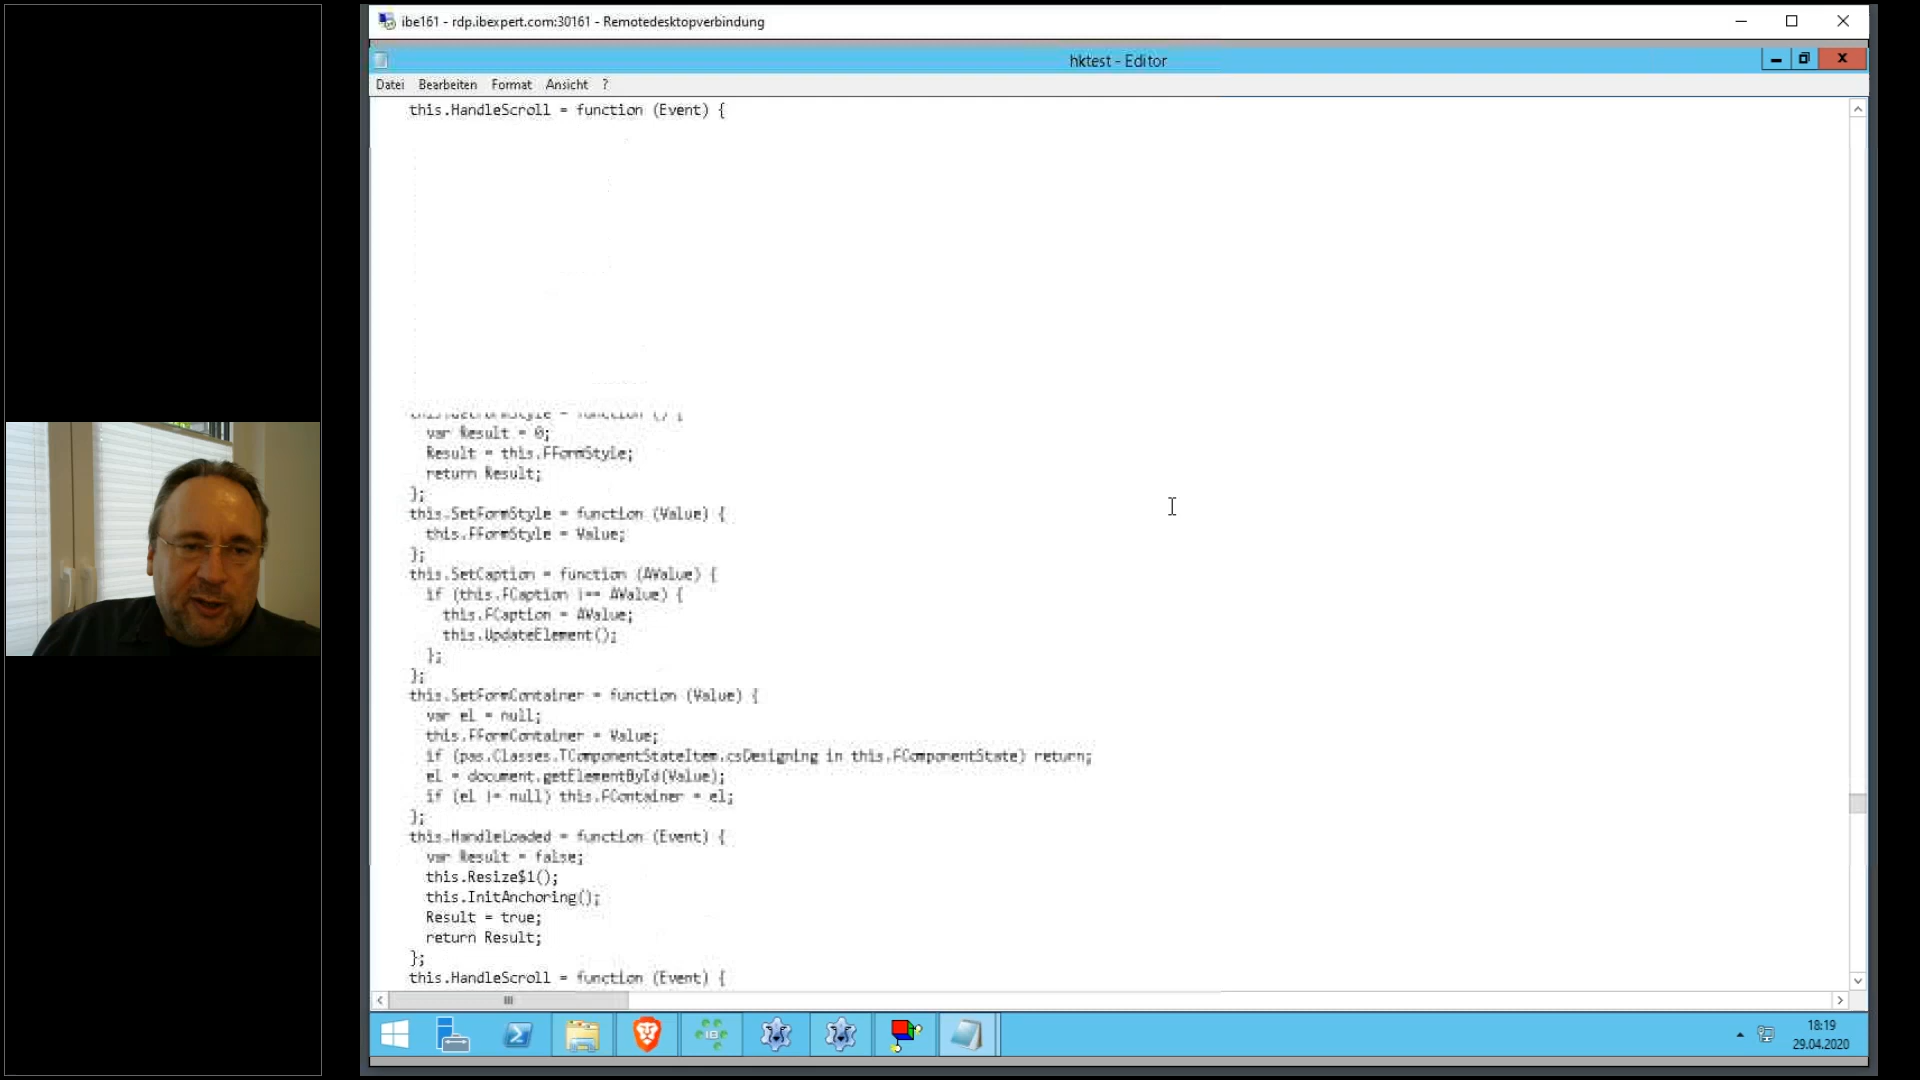 ibe161 - rdp.ibexpert.com:30161 - Remotedesktopverbindung
hktest - Editor
Datei Bearbeiten Format Ansicht ?
this.HandleScroll = function (Event) {
this.GetFormStyle = function () {
var Result = 0;
Result = this.FFormStyle;
return Result;
};
this.SetFormStyle = function (Value) {
this.FFormStyle = Value;
};
this.SetCaption = function (AValue) {
if (this.FCaption !== AValue) {
this.FCaption = AValue;
this.UpdateElement();
};
};
this.SetFormContainer = function (Value) {
var el = null;
this.FFormContainer = Value;
if (pas.Classes.TComponentStateItem.csDesigning in this.FComponentState) return;
el = document.getElementById(Value);
if (el != null) this.FContainer = el;
};
this.HandleLoaded = function (Event) {
var Result = false;
this.Resize$1();
this.InitAnchoring();
Result = true;
return Result;
};
this.HandleScroll = function (Event) {
IBE
18:19
29.04.2020